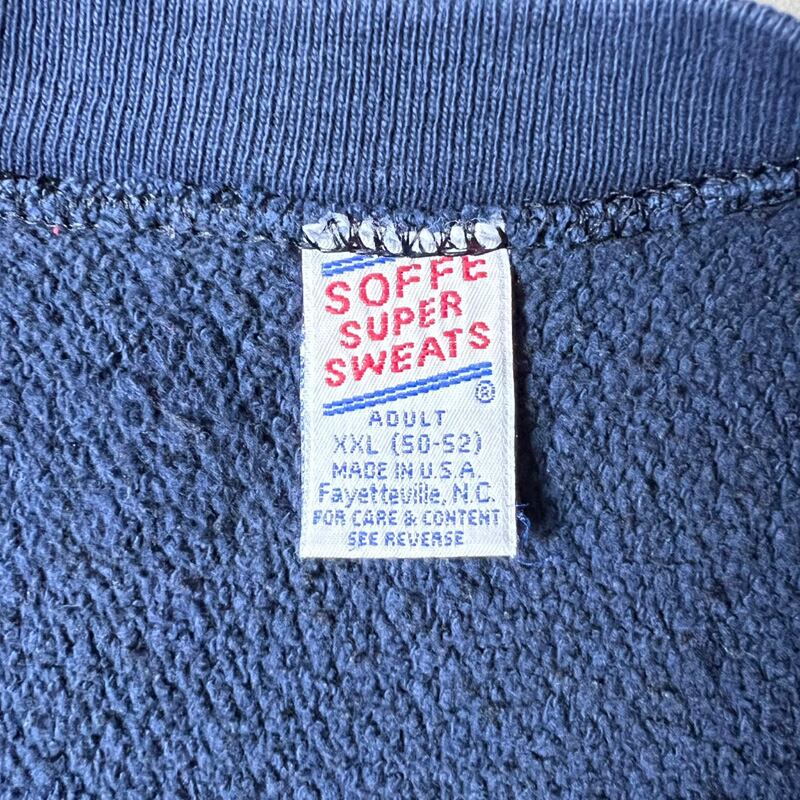 SOFFE
SUPER
SWEATS
®
ADULT
XXL (50-52)
MADE IN U.S.A.
Fayetteville, N.C.
FOR CARE & CONTENT
SEE REVERSE